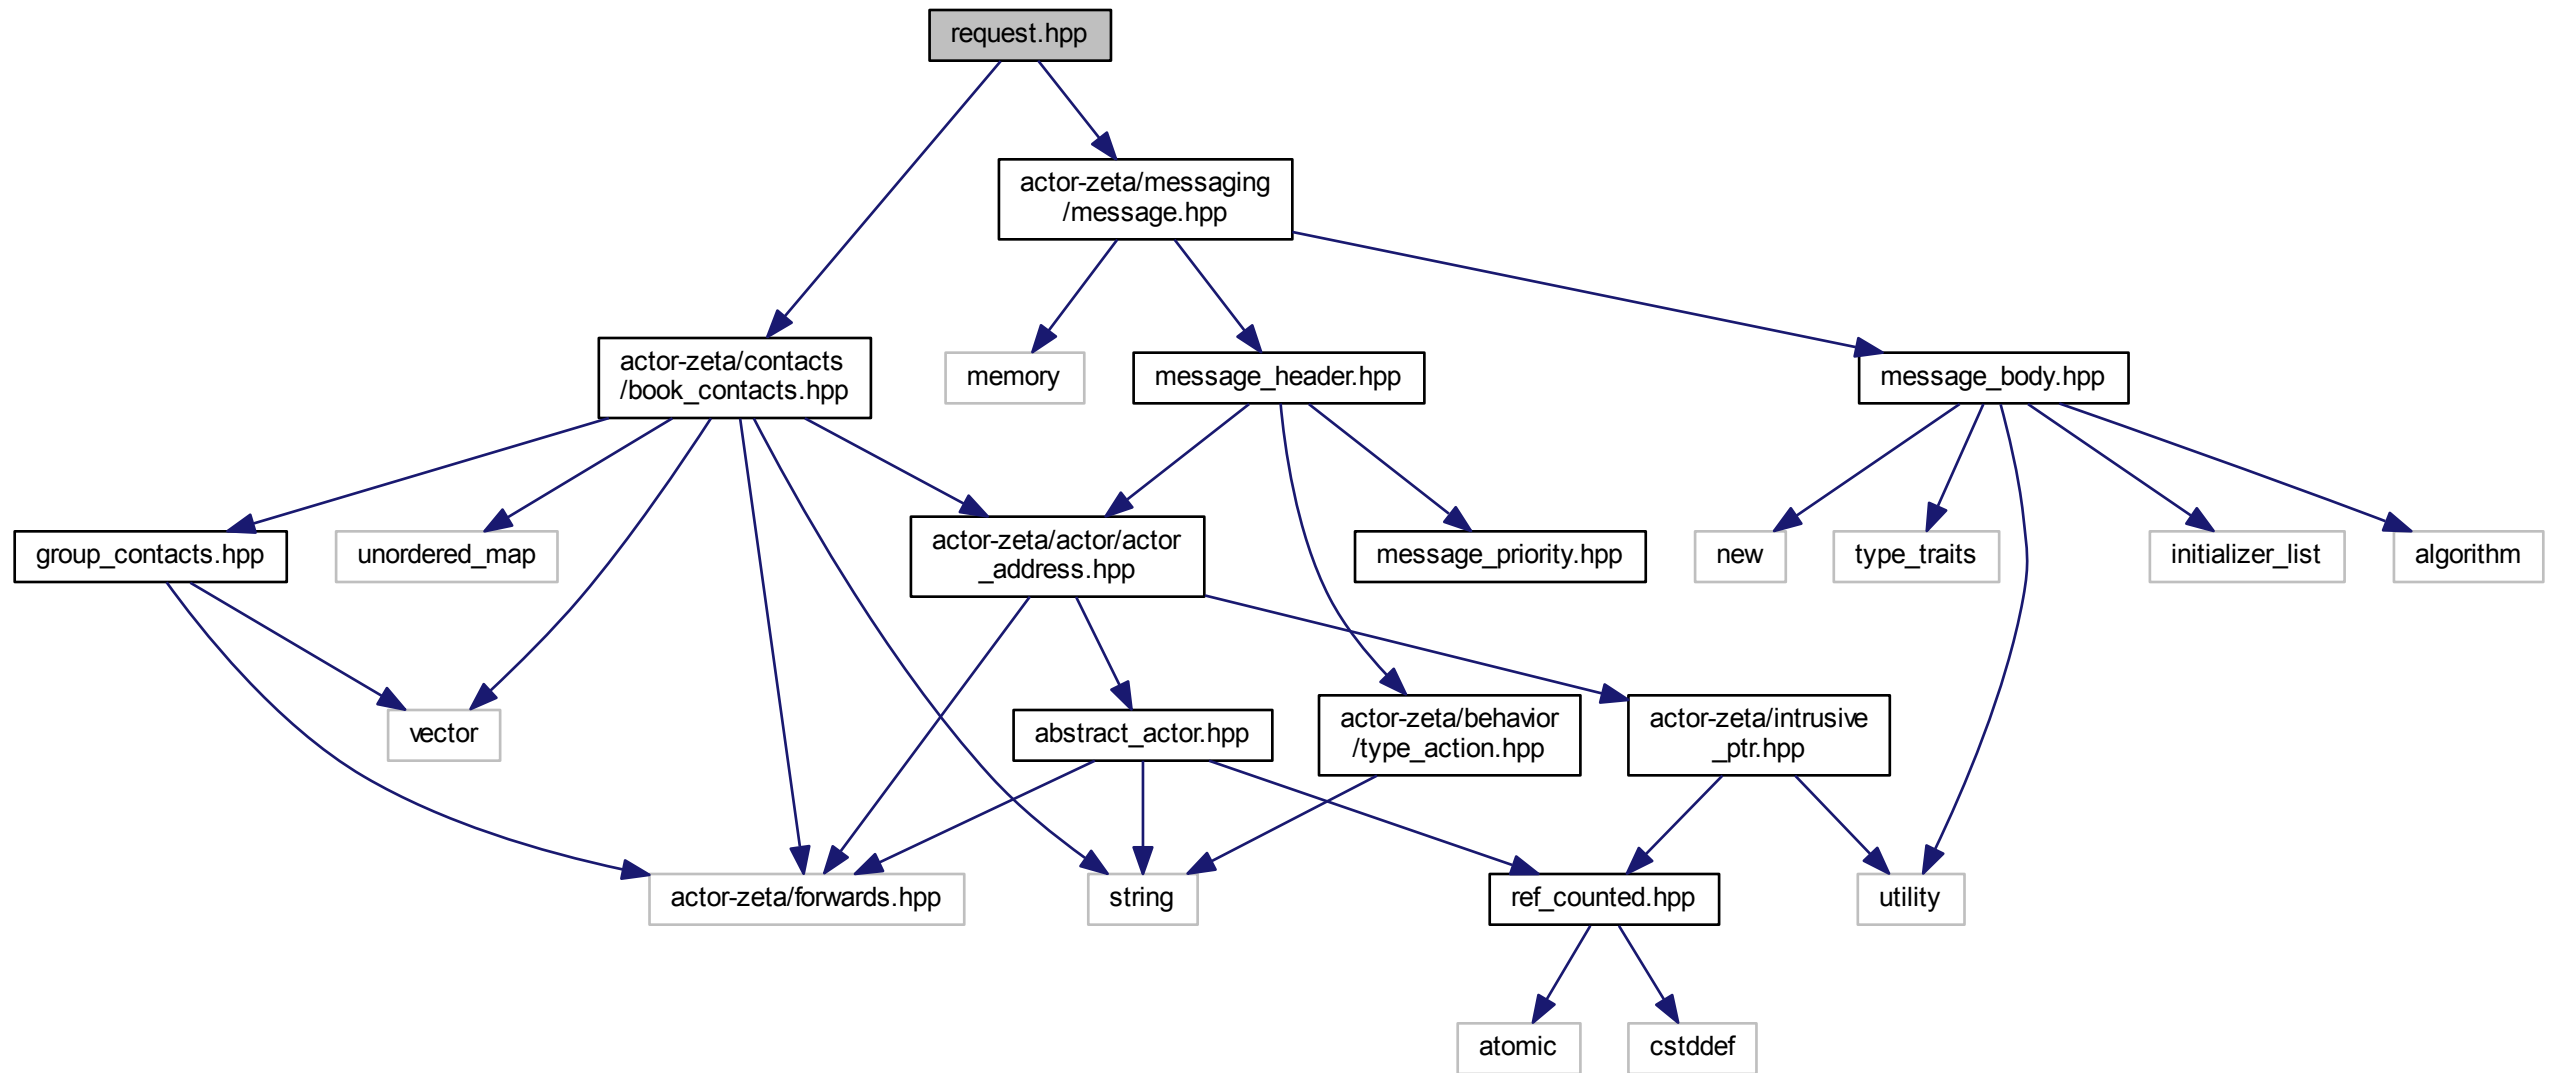 request.hpp
actor-zeta/messaging
/message.hpp
actor-zeta/contacts
/book_contacts.hpp
memory
message_header.hpp
message_body.hpp
group_contacts.hpp
unordered_map
actor-zeta/actor/actor
_address.hpp
message_priority.hpp
new
type_traits
initializer_list
algorithm
vector
abstract_actor.hpp
actor-zeta/behavior
/type_action.hpp
actor-zeta/intrusive
_ptr.hpp
actor-zeta/forwards.hpp
string
ref_counted.hpp
utility
atomic
cstddef